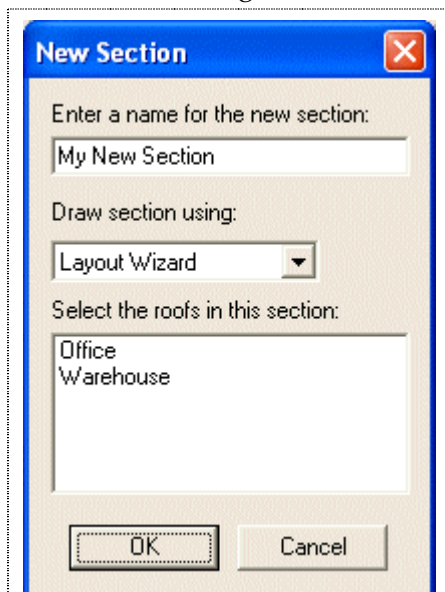 New Section
Enter a name for the new section:
My New Section
Draw section using:
Layout Wizard
Select the roofs in this section:
Office
Warehouse
OK
Cancel